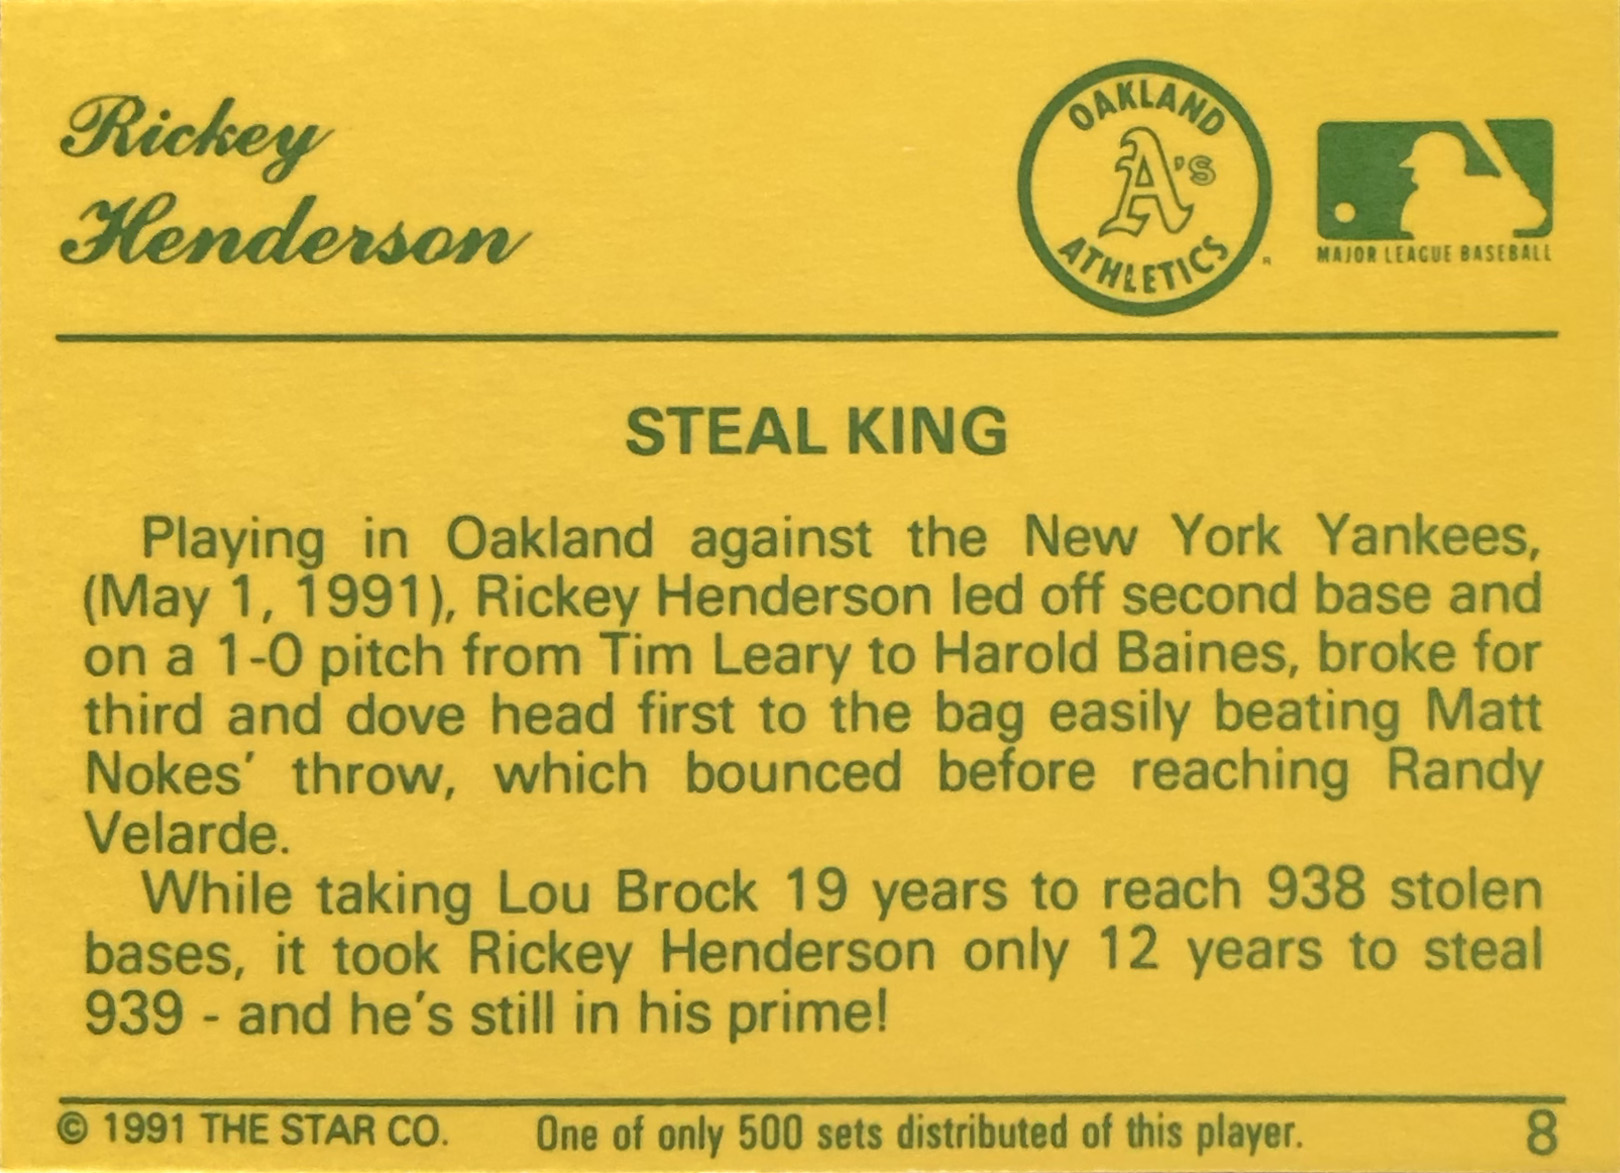 Rickey
Henderson
OAKLAND
A's
ATHLETICS
MAJOR LEAGUE BASEBALL
STEAL KING
Playing in Oakland against the New York Yankees,
(May 1, 1991), Rickey Henderson led off second base and
on a 1-0 pitch from Tim Leary to Harold Baines, broke for
third and dove head first to the bag easily beating Matt
Nokes' throw, which bounced before reaching Randy
Velarde.
While taking Lou Brock 19 years to reach 938 stolen
bases, it took Rickey Henderson only 12 years to steal
939 - and he's still in his prime!
© 1991 THE STAR CO. One of only 500 sets distributed of this player. 8